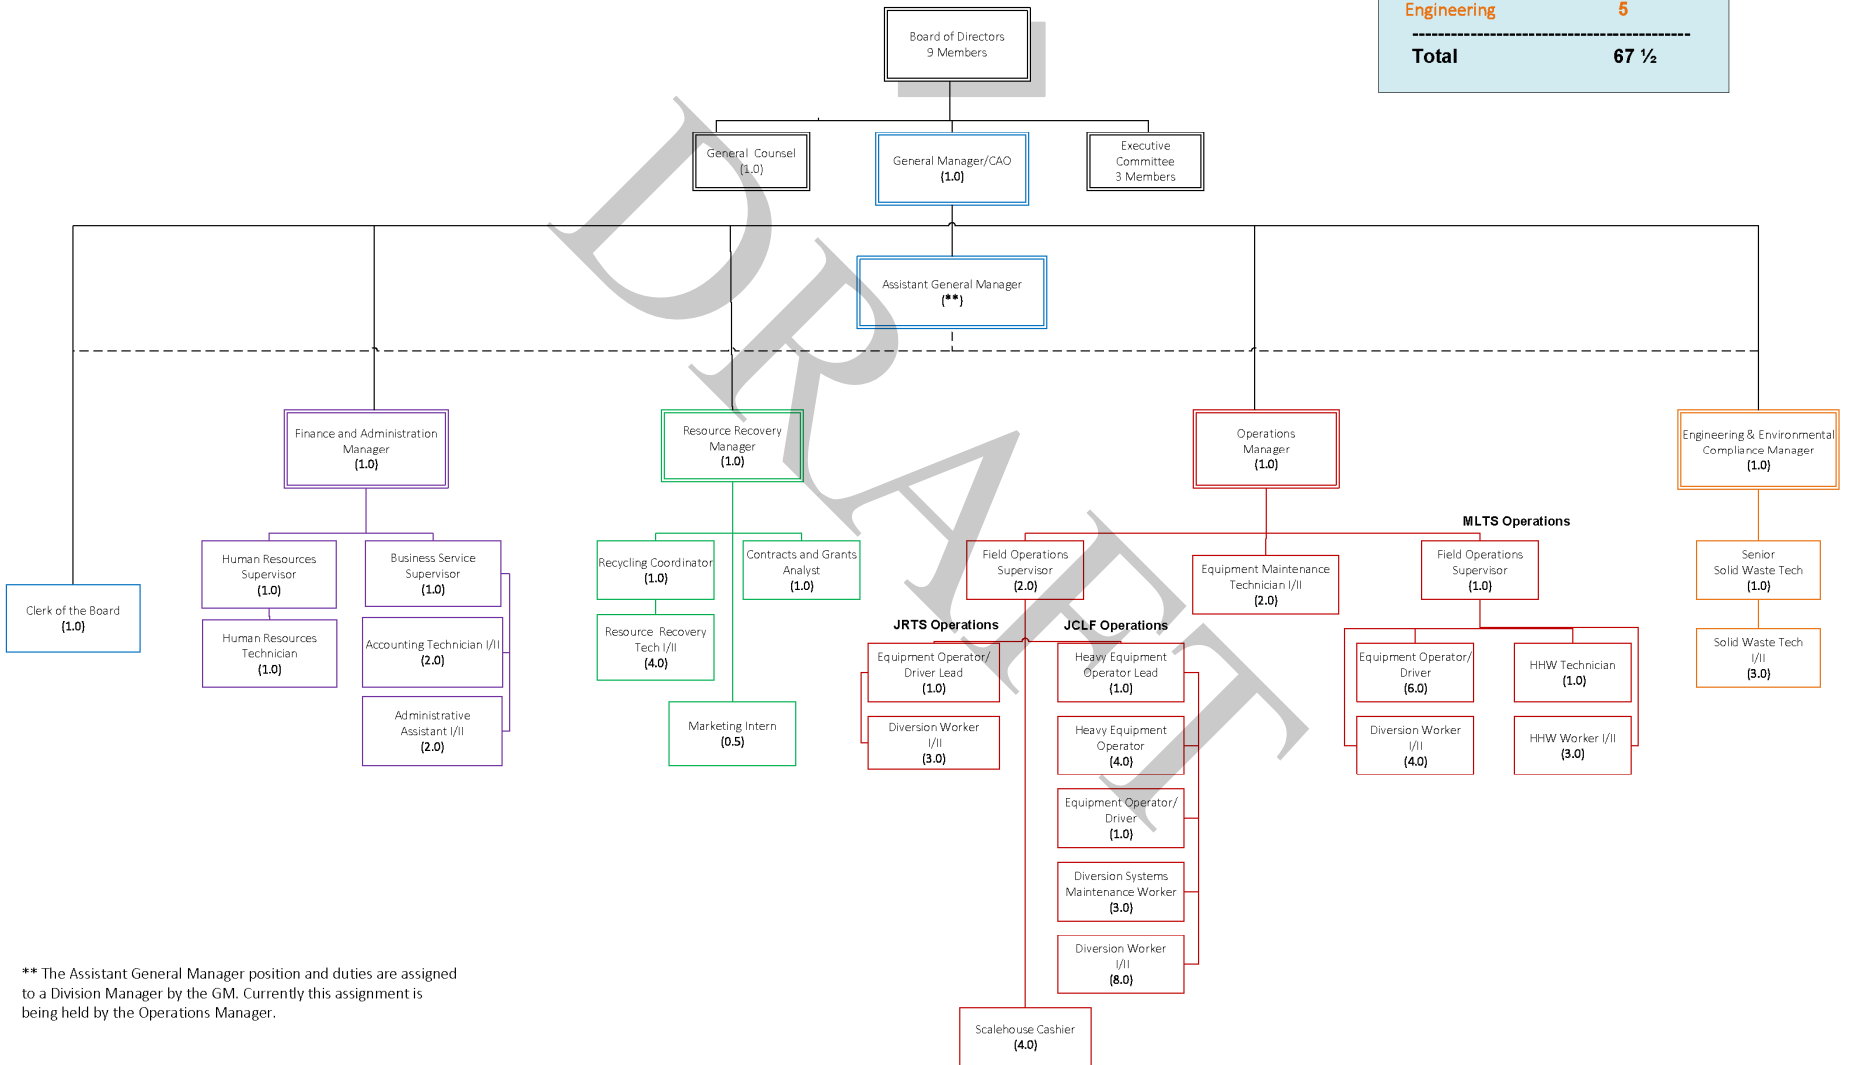 Engineering 5
---------------------------------------------
Total 67 ½
Board of Directors
9 Members
General Counsel
(1.0)
General Manager/CAO
(1.0)
Executive
Committee
3 Members
Assistant General Manager
(**)
Finance and Administration
Manager
(1.0)
Resource Recovery
Manager
(1.0)
Operations
Manager
(1.0)
Engineering & Environmental
Compliance Manager
(1.0)
MLTS Operations
Clerk of the Board
(1.0)
Human Resources
Supervisor
(1.0)
Human Resources
Technician
(1.0)
Business Service
Supervisor
(1.0)
Accounting Technician I/II
(2.0)
Administrative
Assistant I/II
(2.0)
Recycling Coordinator
(1.0)
Resource Recovery
Tech I/II
(4.0)
Contracts and Grants
Analyst
(1.0)
Marketing Intern
(0.5)
Field Operations
Supervisor
(2.0)
Equipment Maintenance
Technician I/II
(2.0)
Field Operations
Supervisor
(1.0)
Senior
Solid Waste Tech
(1.0)
Solid Waste Tech
I/II
(3.0)
JRTS Operations
Equipment Operator/
Driver Lead
(1.0)
Diversion Worker
I/II
(3.0)
JCLF Operations
Heavy Equipment
Operator Lead
(1.0)
Heavy Equipment
Operator
(4.0)
Equipment Operator/
Driver
(1.0)
Diversion Systems
Maintenance Worker
(3.0)
Diversion Worker
I/II
(8.0)
Scalehouse Cashier
(4.0)
Equipment Operator/
Driver
(6.0)
Diversion Worker
I/II
(4.0)
HHW Technician
(1.0)
HHW Worker I/II
(3.0)
** The Assistant General Manager position and duties are assigned
to a Division Manager by the GM. Currently this assignment is
being held by the Operations Manager.
DRAFT